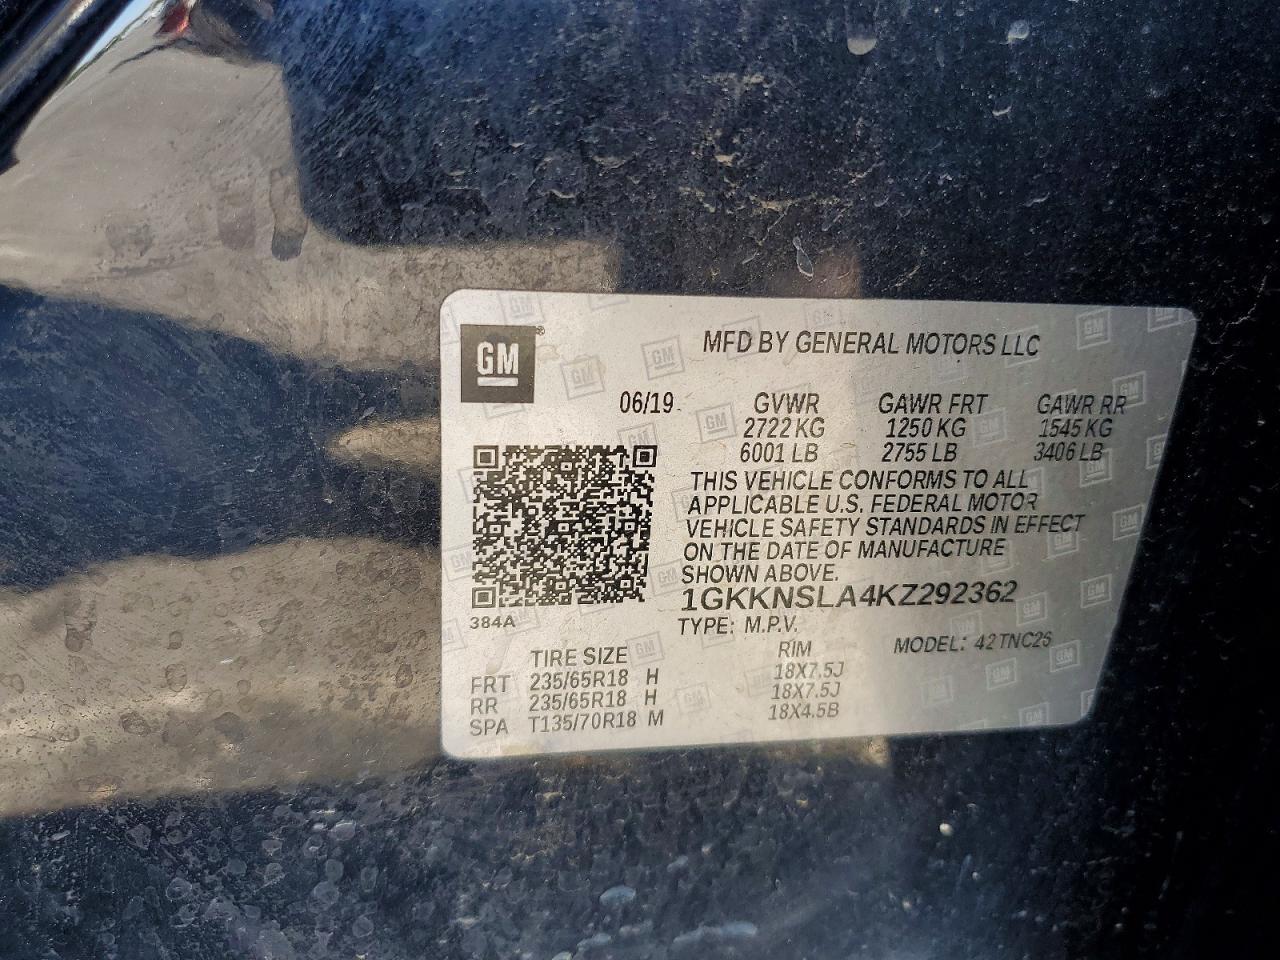 GM®
MFD BY GENERAL MOTORS LLC
06/19
GVWR GAWR FRT GAWR RR
2722 KG 1250 KG 1545 KG
6001 LB 2755 LB 3406 LB
THIS VEHICLE CONFORMS TO ALL
APPLICABLE U.S. FEDERAL MOTOR
VEHICLE SAFETY STANDARDS IN EFFECT
ON THE DATE OF MANUFACTURE
SHOWN ABOVE.
1GKKNSLA4KZ292362
384A
TYPE: M.P.V. MODEL: 42TNC26
TIRE SIZE RIM
FRT 235/65R18 H 18X7.5J
RR 235/65R18 H 18X7.5J
SPA T135/70R18 M 18X4.5B